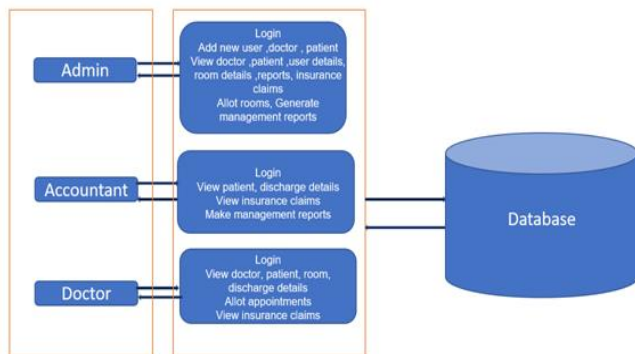 Admin
Login
Add new user ,doctor , patient
View doctor ,patient ,user details,
room details ,reports, insurance
claims
Allot rooms, Generate
management reports
Accountant
Login
View patient, discharge details
View insurance claims
Make management reports
Database
Doctor
Login
View doctor, patient, room,
discharge details
Allot appointments
View insurance claims